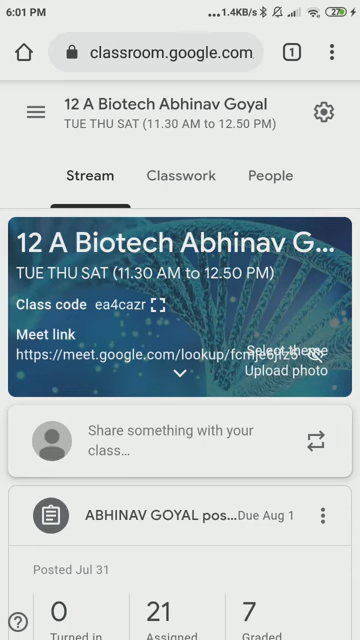 6:01 PM
...1.4KB/s
27
classroom.google.com
1
12 A Biotech Abhinav Goyal
TUE THU SAT (11.30 AM to 12.50 PM)
Stream Classwork People
12 A Biotech Abhinav G...
TUE THU SAT (11.30 AM to 12.50 PM)
Class code ea4cazr
Meet link
Select theme
https://meet.google.com/lookup/
Upload photo
Share something with your
class...
ABHINAV GOYAL pos... Due Aug 1
Posted Jul 31
0 21 7
Turned in Assigned Graded
?